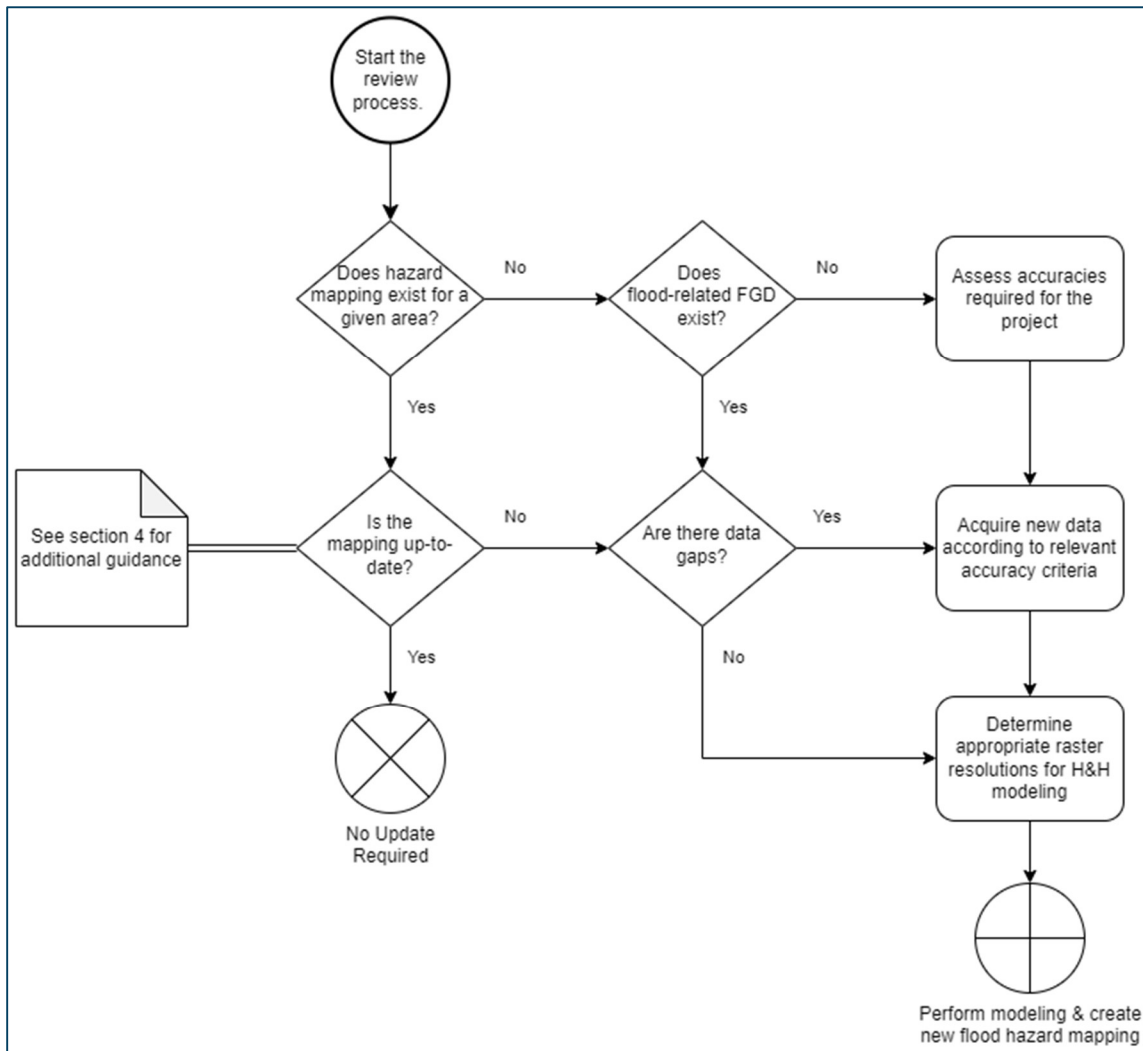 Start the
review
process.
Does hazard
mapping exist for a
given area?
No
Does
flood-related FGD
exist?
No
Assess accuracies
required for the
project
Yes
Yes
See section 4 for
additional guidance
Is the
mapping up-to-
date?
No
Are there data
gaps?
Yes
Acquire new data
according to relevant
accuracy criteria
Yes
No
Determine
appropriate raster
resolutions for H&H
modeling
No Update
Required
Perform modeling & create
new flood hazard mapping